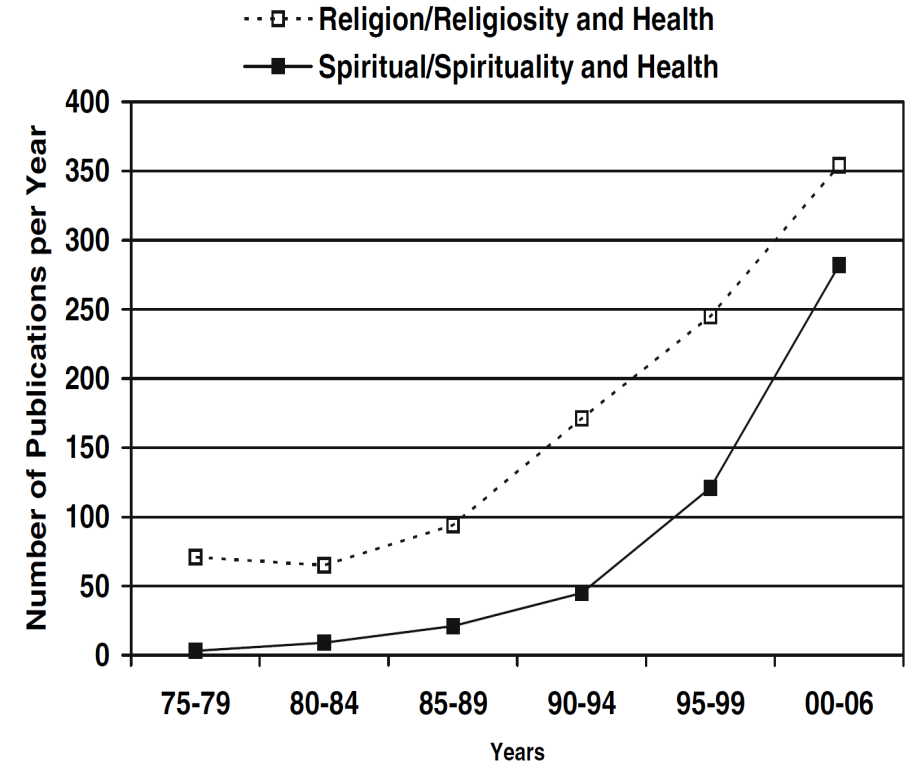 Religion/Religiosity and Health
Spiritual/Spirituality and Health
Number of Publications per Year
400
350
300
250
200
150
100
50
0
75-79 80-84 85-89 90-94 95-99 00-06
Years